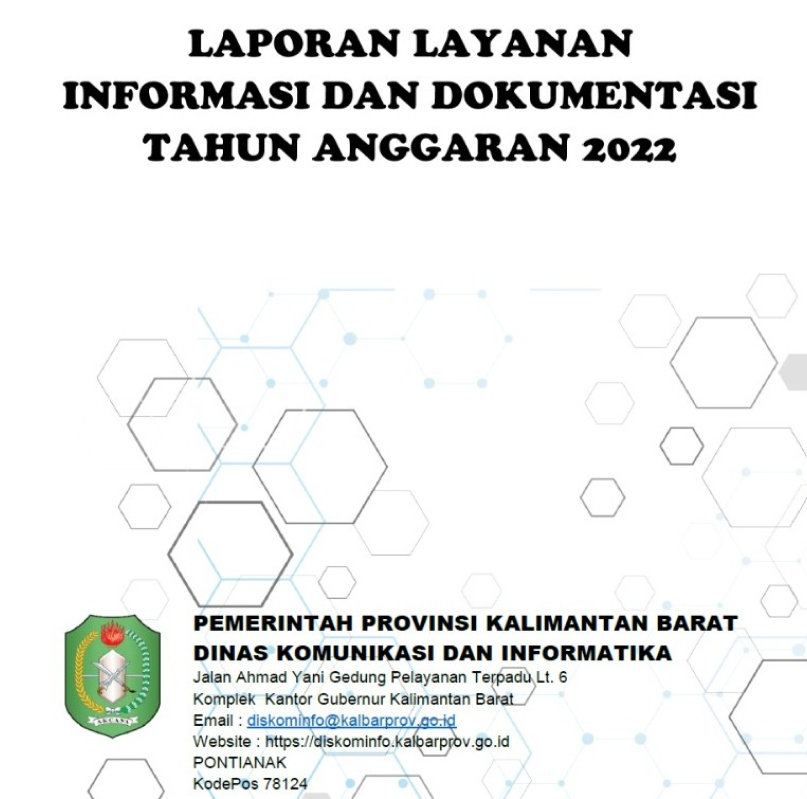 LAPORAN LAYANAN
INFORMASI DAN DOKUMENTASI
TAHUN ANGGARAN 2022
PEMERINTAH PROVINSI KALIMANTAN BARAT
DINAS KOMUNIKASI DAN INFORMATIKA
Jalan Ahmad Yani Gedung Pelayanan Terpadu Lt. 6
Komplek Kantor Gubernur Kalimantan Barat
Email : diskominfo@kalbarprov.go.id
Website : https://diskominfo.kalbarprov.go.id
PONTIANAK
KodePos 78124
AKCAYA